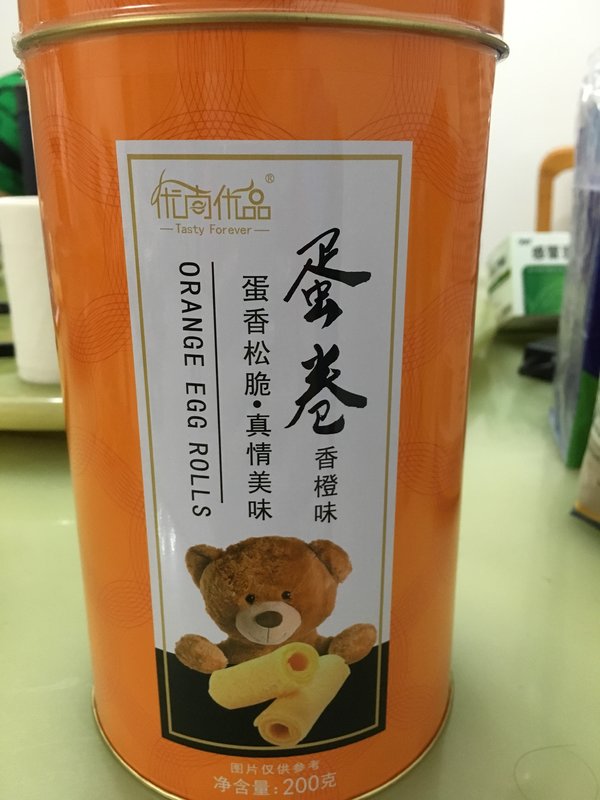 优尚优品®
Tasty Forever
蛋卷
香橙味
蛋香松脆·真情美味
ORANGE EGG ROLLS
图片仅供参考
净含量:200克